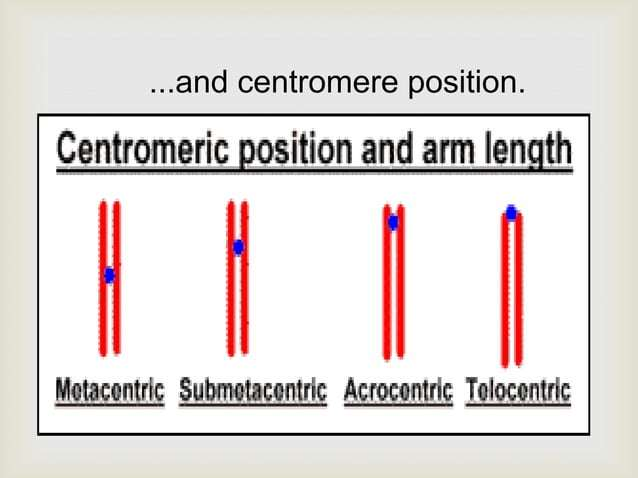 ...and centromere position.
Centromeric position and arm length
Metacentric Submetacentric Acrocentric Telocentric